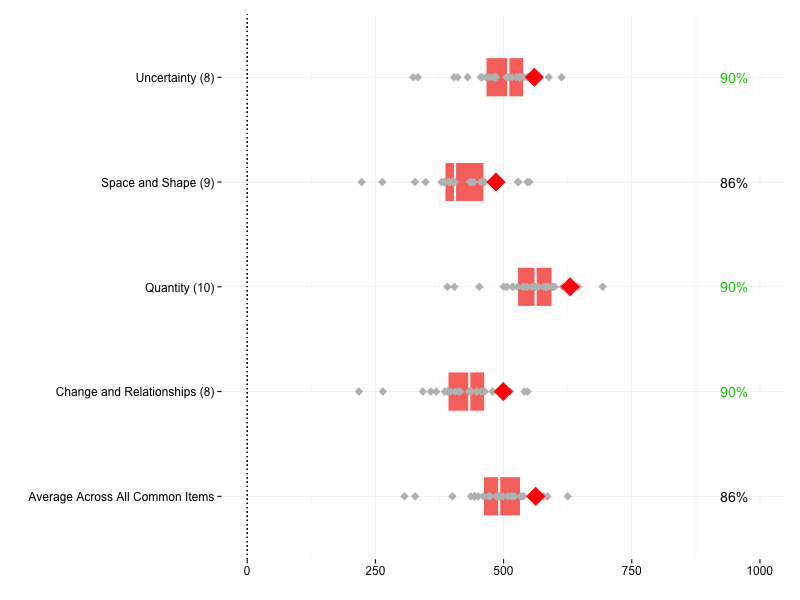 Uncertainty (8) 90%
Space and Shape (9) 86%
Quantity (10) 90%
Change and Relationships (8) 90%
Average Across All Common Items 86%
0 250 500 750 1000